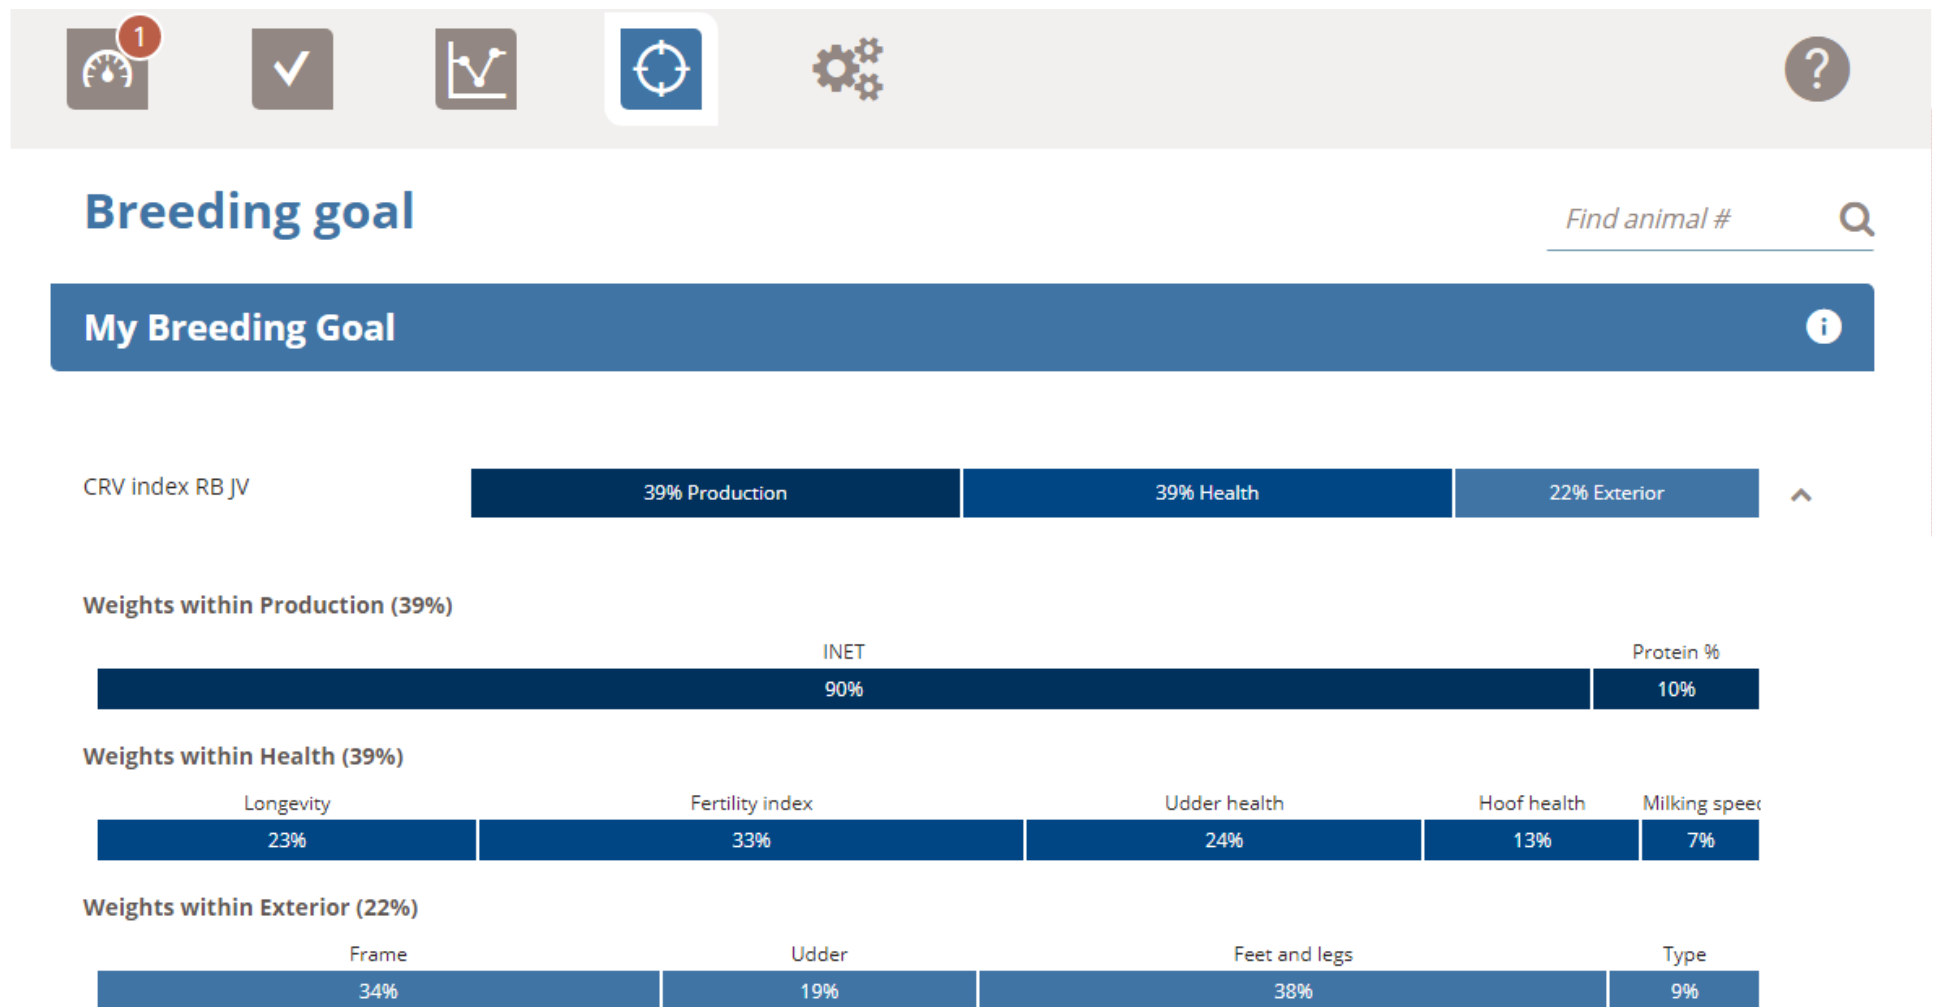 1
?
Breeding goal
Find animal #
My Breeding Goal
i
CRV index RB JV
39% Production 39% Health 22% Exterior
Weights within Production (39%)
INET Protein %
90% 10%
Weights within Health (39%)
Longevity Fertility index Udder health Hoof health Milking speed
23% 33% 24% 13% 7%
Weights within Exterior (22%)
Frame Udder Feet and legs Type
34% 19% 38% 9%